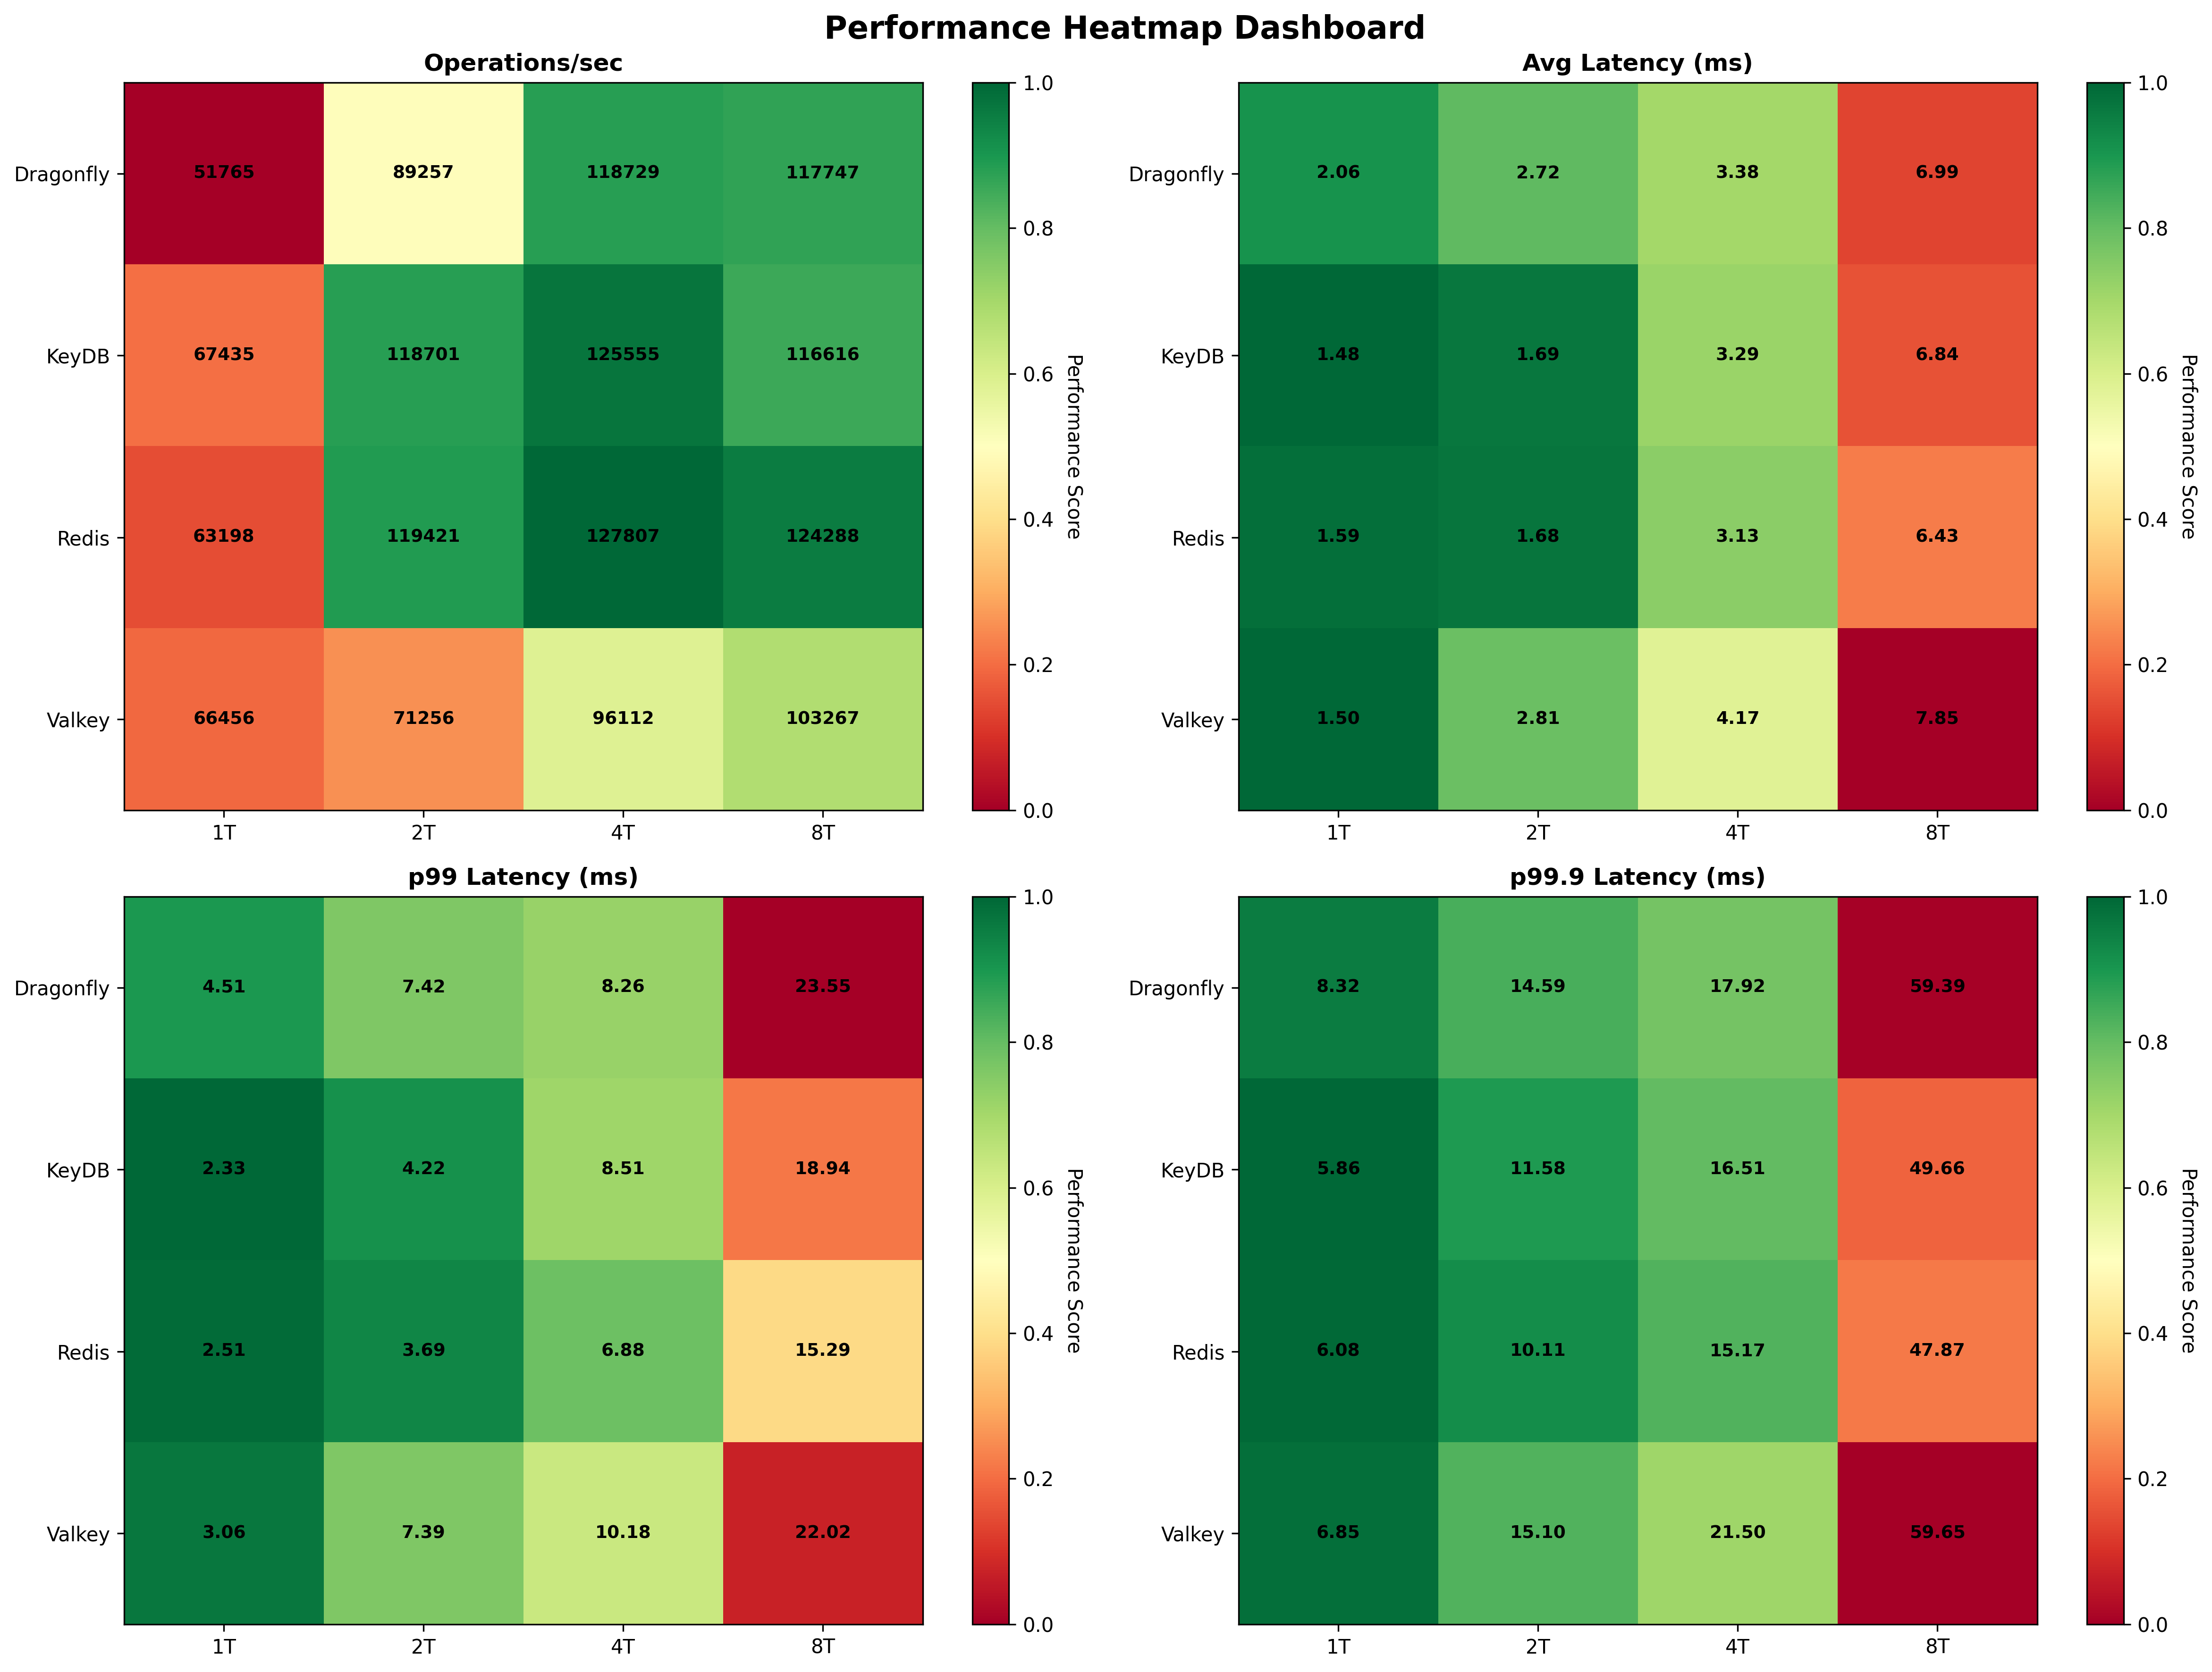 Performance Heatmap Dashboard
Operations/sec
Dragonfly 51765 89257 118729 117747
KeyDB 67435 118701 125555 116616
Redis 63198 119421 127807 124288
Valkey 66456 71256 96112 103267
1T 2T 4T 8T
1.0
0.8
0.6
0.4
0.2
0.0
Performance Score
Avg Latency (ms)
Dragonfly 2.06 2.72 3.38 6.99
KeyDB 1.48 1.69 3.29 6.84
Redis 1.59 1.68 3.13 6.43
Valkey 1.50 2.81 4.17 7.85
1T 2T 4T 8T
1.0
0.8
0.6
0.4
0.2
0.0
Performance Score
p99 Latency (ms)
Dragonfly 4.51 7.42 8.26 23.55
KeyDB 2.33 4.22 8.51 18.94
Redis 2.51 3.69 6.88 15.29
Valkey 3.06 7.39 10.18 22.02
1T 2T 4T 8T
1.0
0.8
0.6
0.4
0.2
0.0
Performance Score
p99.9 Latency (ms)
Dragonfly 8.32 14.59 17.92 59.39
KeyDB 5.86 11.58 16.51 49.66
Redis 6.08 10.11 15.17 47.87
Valkey 6.85 15.10 21.50 59.65
1T 2T 4T 8T
1.0
0.8
0.6
0.4
0.2
0.0
Performance Score